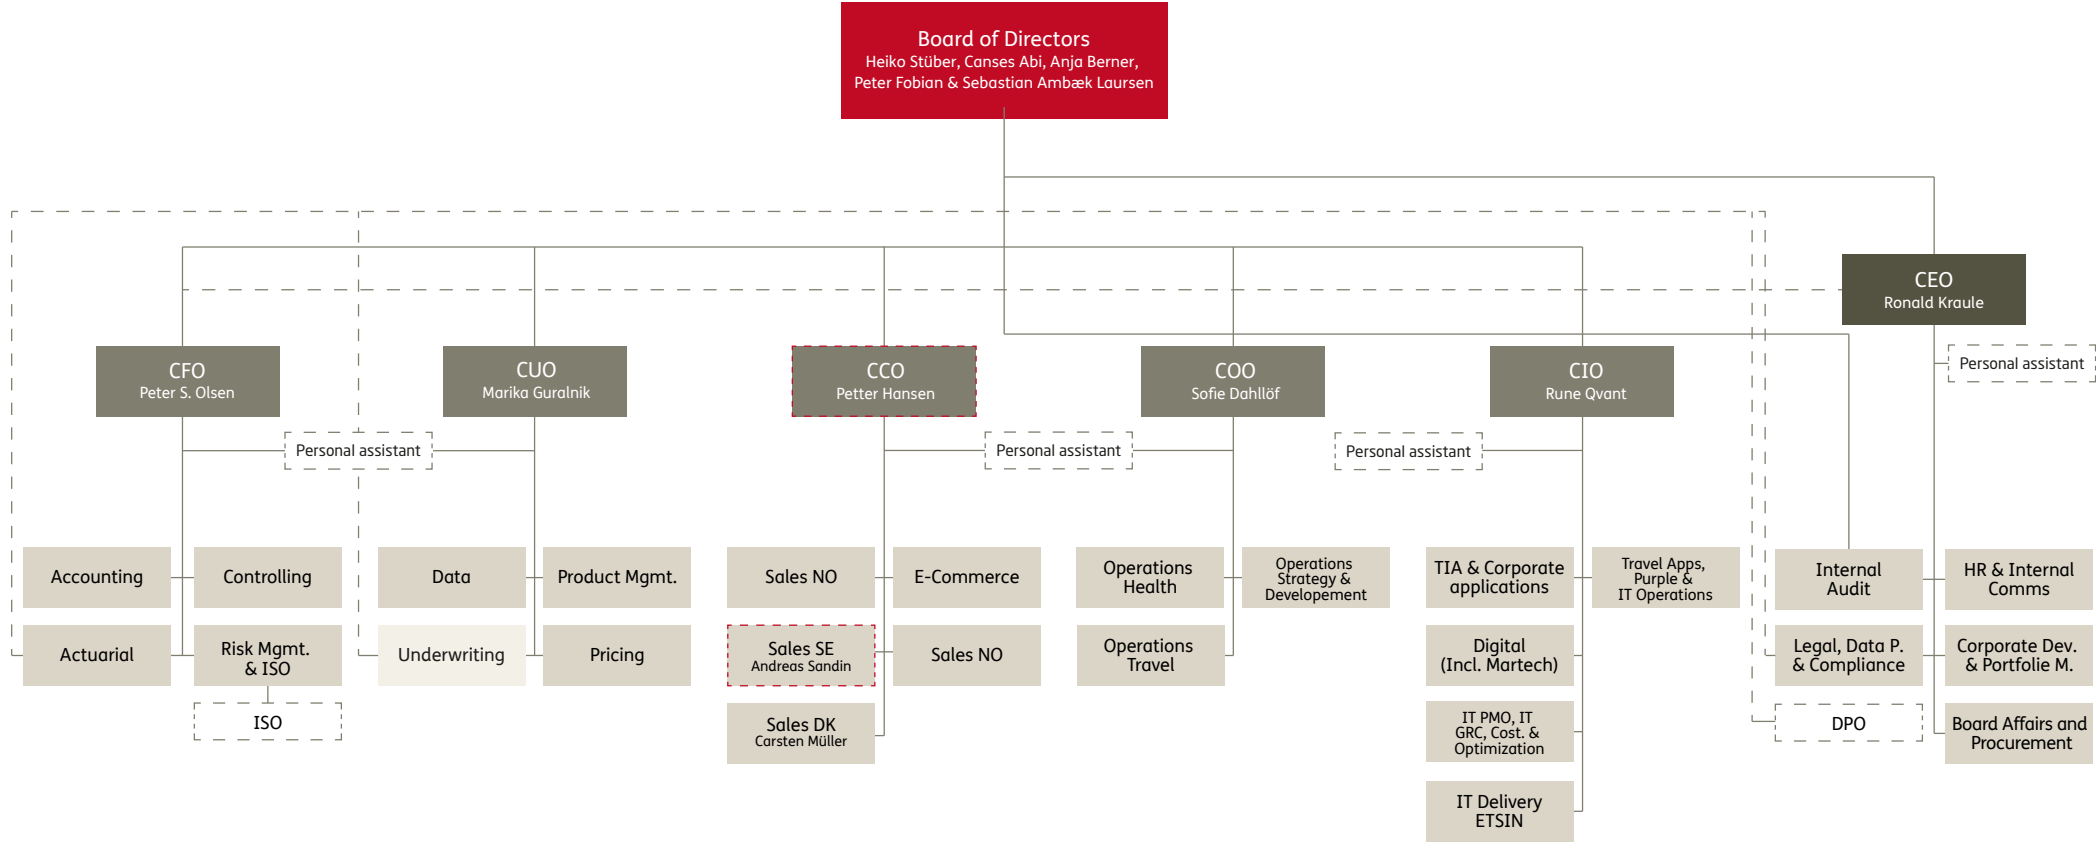 Board of Directors
Heiko Stüber, Canses Abi, Anja Berner,
Peter Fobian & Sebastian Ambæk Laursen
CEO
Ronald Kraule
Personal assistant
CFO
Peter S. Olsen
CUO
Marika Guralnik
CCO
Petter Hansen
COO
Sofie Dahllöf
CIO
Rune Qvant
Personal assistant
Personal assistant
Personal assistant
Accounting
Controlling
Actuarial
Risk Mgmt.
& ISO
ISO
Data
Product Mgmt.
Underwriting
Pricing
Sales NO
E-Commerce
Sales SE
Andreas Sandin
Sales NO
Sales DK
Carsten Müller
Operations
Health
Operations
Strategy &
Developement
Operations
Travel
TIA & Corporate
applications
Travel Apps,
Purple &
IT Operations
Digital
(Incl. Martech)
IT PMO, IT
GRC, Cost. &
Optimization
IT Delivery
ETSIN
Internal
Audit
HR & Internal
Comms
Legal, Data P.
& Compliance
Corporate Dev.
& Portfolie M.
DPO
Board Affairs and
Procurement